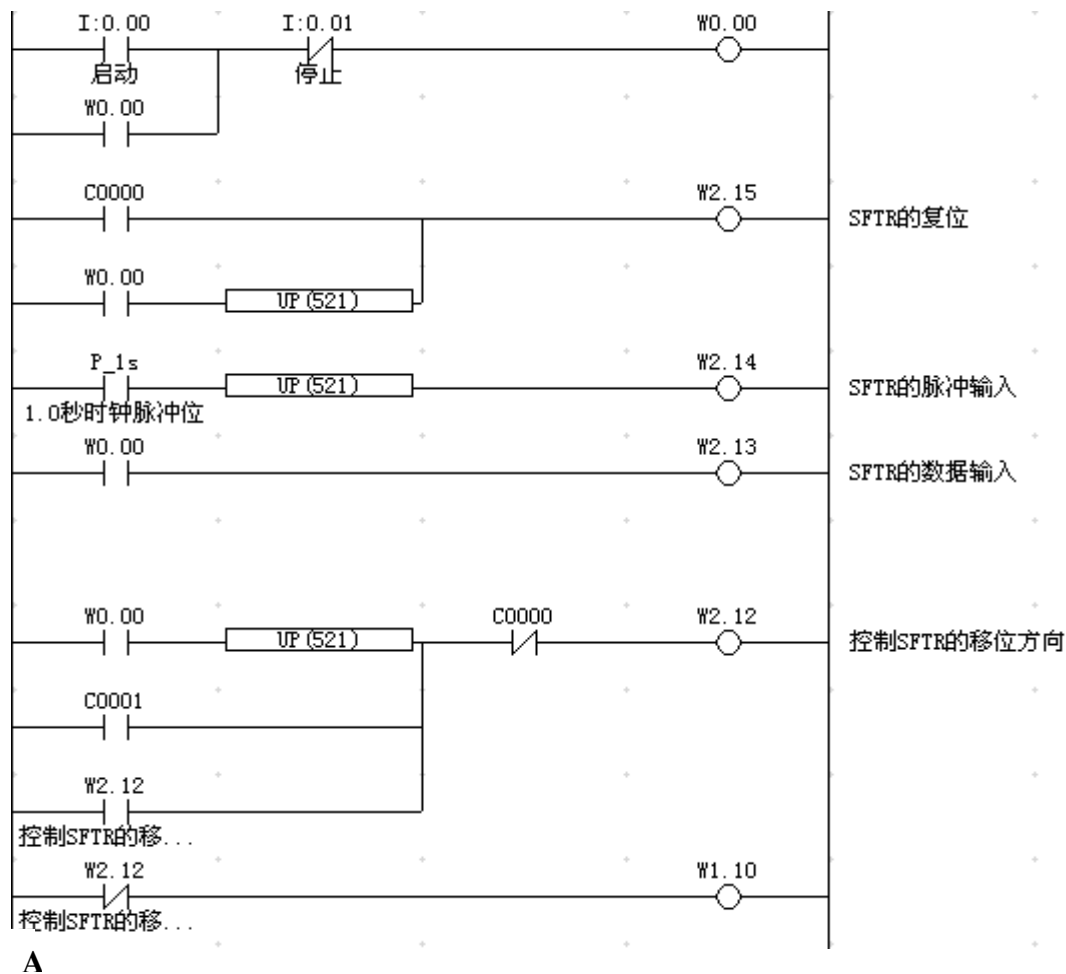 I:0.00 I:0.01 W0.00
启动 停止
W0.00
C0000 W2.15
SFTR的复位
W0.00
UP(521)
P_1s W2.14
UP(521) SFTR的脉冲输入
1.0秒时钟脉冲位
W0.00 W2.13
SFTR的数据输入
W0.00 C0000 W2.12
UP(521) 控制SFTR的移位方向
C0001
W2.12
控制SFTR的移...
W2.12 W1.10
控制SFTR的移...
A